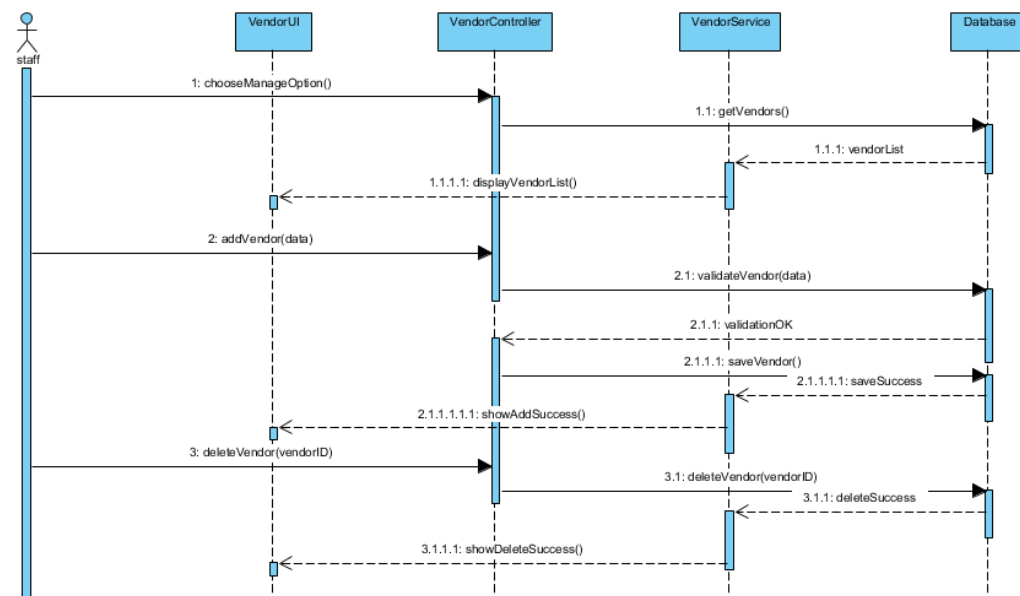 VendorUI
VendorController
VendorService
Database
staff
1: chooseManageOption()
1.1: getVendors()
1.1.1: vendorList
1.1.1.1: displayVendorList()
2: addVendor(data)
2.1: validateVendor(data)
2.1.1: validationOK
2.1.1.1: saveVendor()
2.1.1.1.1: saveSuccess
2.1.1.1.1.1: showAddSuccess()
3: deleteVendor(vendorID)
3.1: deleteVendor(vendorID)
3.1.1: deleteSuccess
3.1.1.1: showDeleteSuccess()